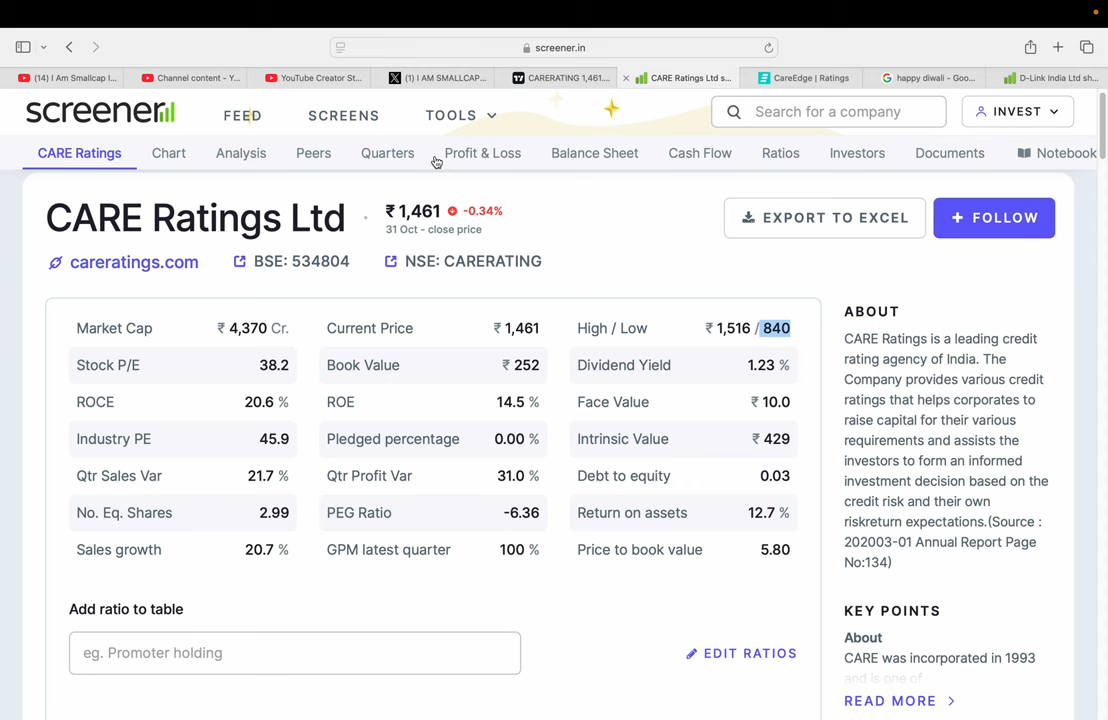 screener.in
(14) I Am Smallcap I...
Channel content - Y...
YouTube Creator St...
(1) I AM SMALLCAP...
CARERATING 1,461....
CARE Ratings Ltd s...
CareEdge | Ratings
happy diwali - Goo...
D-Link India Ltd sh...
screener
FEED
SCREENS
TOOLS
Search for a company
INVEST
CARE Ratings
Chart
Analysis
Peers
Quarters
Profit & Loss
Balance Sheet
Cash Flow
Ratios
Investors
Documents
Notebook
CARE Ratings Ltd
₹ 1,461 -0.34%
31 Oct - close price
EXPORT TO EXCEL
+ FOLLOW
careratings.com
BSE: 534804
NSE: CARERATING
Market Cap ₹ 4,370 Cr.
Current Price ₹ 1,461
High / Low ₹ 1,516 / 840
Stock P/E 38.2
Book Value ₹ 252
Dividend Yield 1.23 %
ROCE 20.6 %
ROE 14.5 %
Face Value ₹ 10.0
Industry PE 45.9
Pledged percentage 0.00 %
Intrinsic Value ₹ 429
Qtr Sales Var 21.7 %
Qtr Profit Var 31.0 %
Debt to equity 0.03
No. Eq. Shares 2.99
PEG Ratio -6.36
Return on assets 12.7 %
Sales growth 20.7 %
GPM latest quarter 100 %
Price to book value 5.80
Add ratio to table
eg. Promoter holding
EDIT RATIOS
ABOUT
CARE Ratings is a leading credit
rating agency of India. The
Company provides various credit
ratings that helps corporates to
raise capital for their various
requirements and assists the
investors to form an informed
investment decision based on the
credit risk and their own
riskreturn expectations.(Source :
202003-01 Annual Report Page
No:134)
KEY POINTS
About
CARE was incorporated in 1993
and is one of
READ MORE